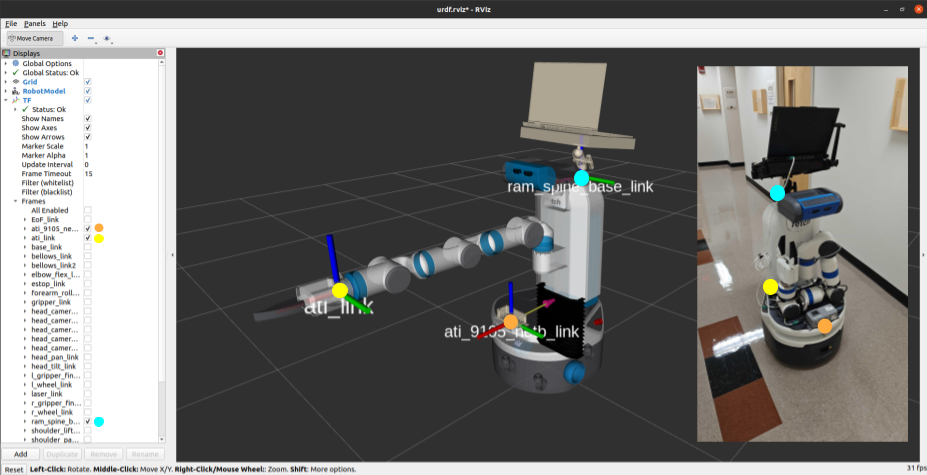 urdf.rviz* - RViz
File Panels Help
Move Camera
Displays
Global Options
Global Status: Ok
Grid
RobotModel
TF
Status: Ok
Show Names
Show Axes
Show Arrows
Marker Scale 1
Marker Alpha 1
Update Interval 0
Frame Timeout 15
Filter (whitelist)
Filter (blacklist)
Frames
All Enabled
EoF_link
ati_9105_ne...
ati_link
base_link
bellows_link
bellows_link2
elbow_flex_l...
estop_link
forearm_roll...
gripper_link
head_camer...
head_camer...
head_camer...
head_camer...
head_camer...
head_pan_link
head_tilt_link
l_gripper_fin...
l_wheel_link
laser_link
r_gripper_fin...
r_wheel_link
ram_spine_b...
shoulder_lift...
shoulder_pa...
Add Duplicate Remove Rename
Reset Left-Click: Rotate. Middle-Click: Move X/Y. Right-Click/Mouse Wheel: Zoom. Shift: More options.
31 fps
ram_spine_base_link
ati_link
ati_9105_netb_link